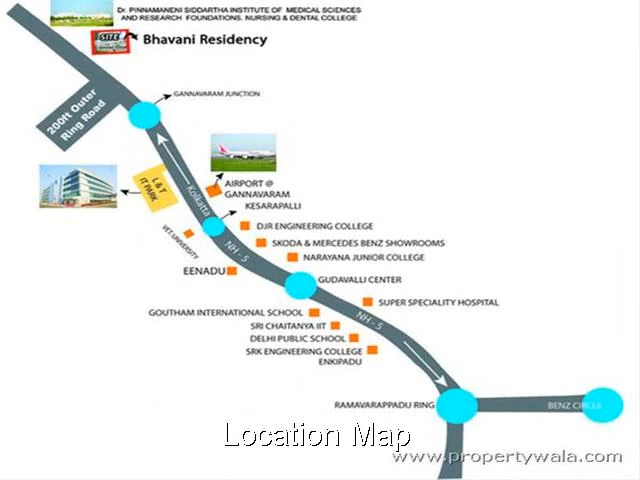 Dr. PINNAMANENI SIDDARTHA INSTITUTE OF MEDICAL SCIENCES
AND RESEARCH FOUNDATIONS. NURSING & DENTAL COLLEGE
SITE
Bhavani Residency
GANNAVARAM JUNCTION
200ft Outer
Ring Road
L & T
IT PARK
Kolkatta
AIRPORT @
GANNAVARAM
KESARAPALLI
DJR ENGINEERING COLLEGE
VET.UNIVERSITY
NH - 5
SKODA & MERCEDES BENZ SHOWROOMS
NARAYANA JUNIOR COLLEGE
EENADU
GUDAVALLI CENTER
SUPER SPECIALITY HOSPITAL
GOUTHAM INTERNATIONAL SCHOOL
NH - 5
SRI CHAITANYA IIT
DELHI PUBLIC SCHOOL
SRK ENGINEERING COLLEGE
ENKIPADU
RAMAVARAPPADU RING
BENZ CIRCLE
Location Map
www.propertywala.com